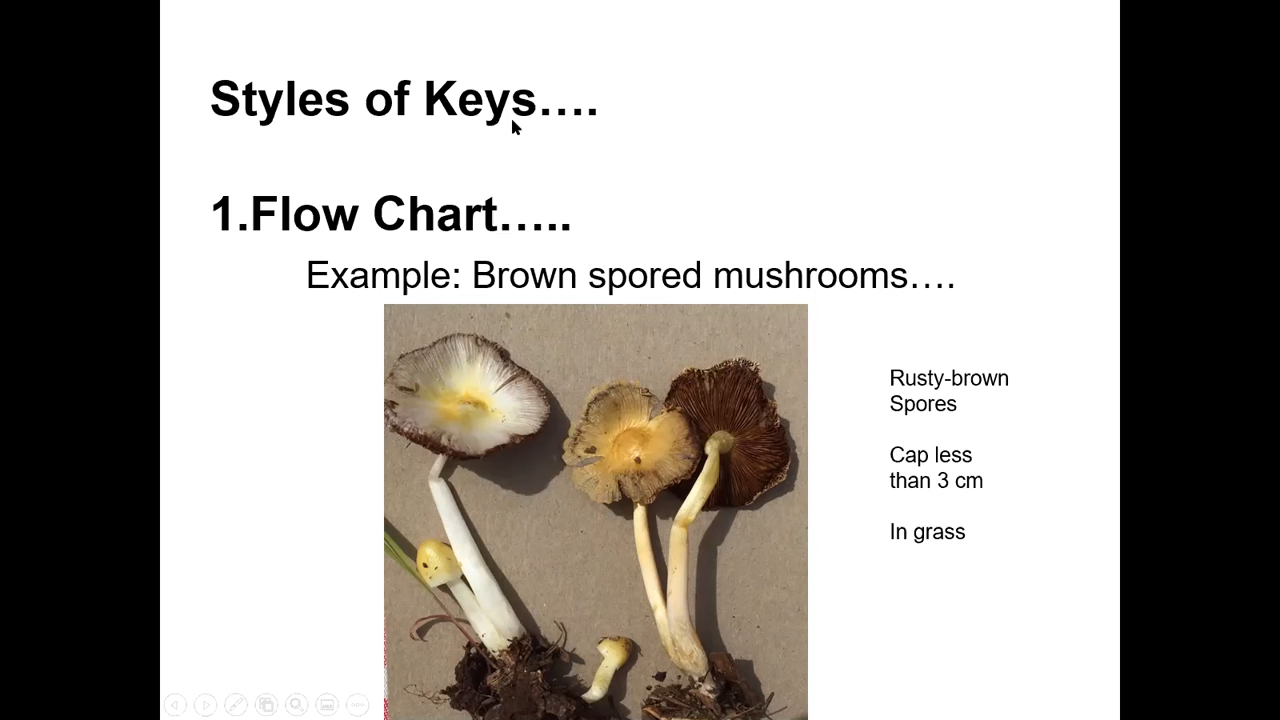 Styles of Keys….
1.Flow Chart…..
Example: Brown spored mushrooms….
Rusty-brown
Spores
Cap less
than 3 cm
In grass